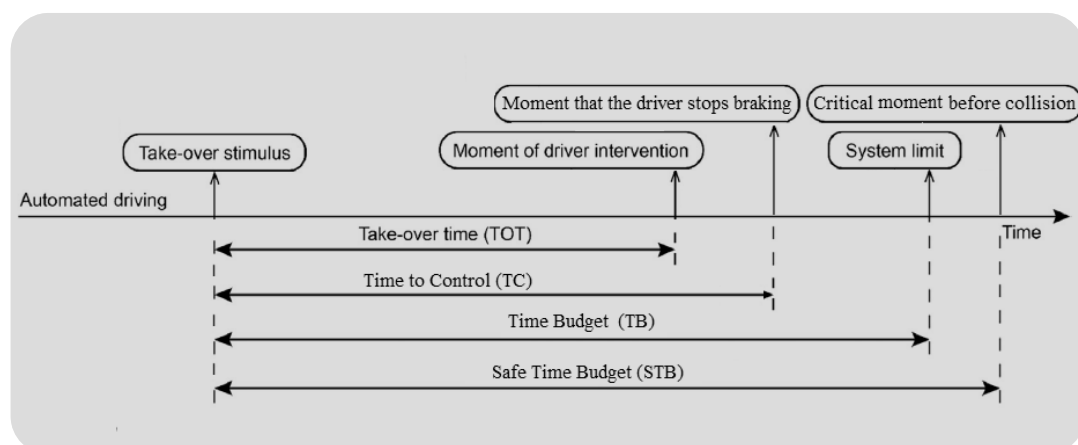 Moment that the driver stops braking
Critical moment before collision
Take-over stimulus
Moment of driver intervention
System limit
Automated driving
Time
Take-over time (TOT)
Time to Control (TC)
Time Budget (TB)
Safe Time Budget (STB)